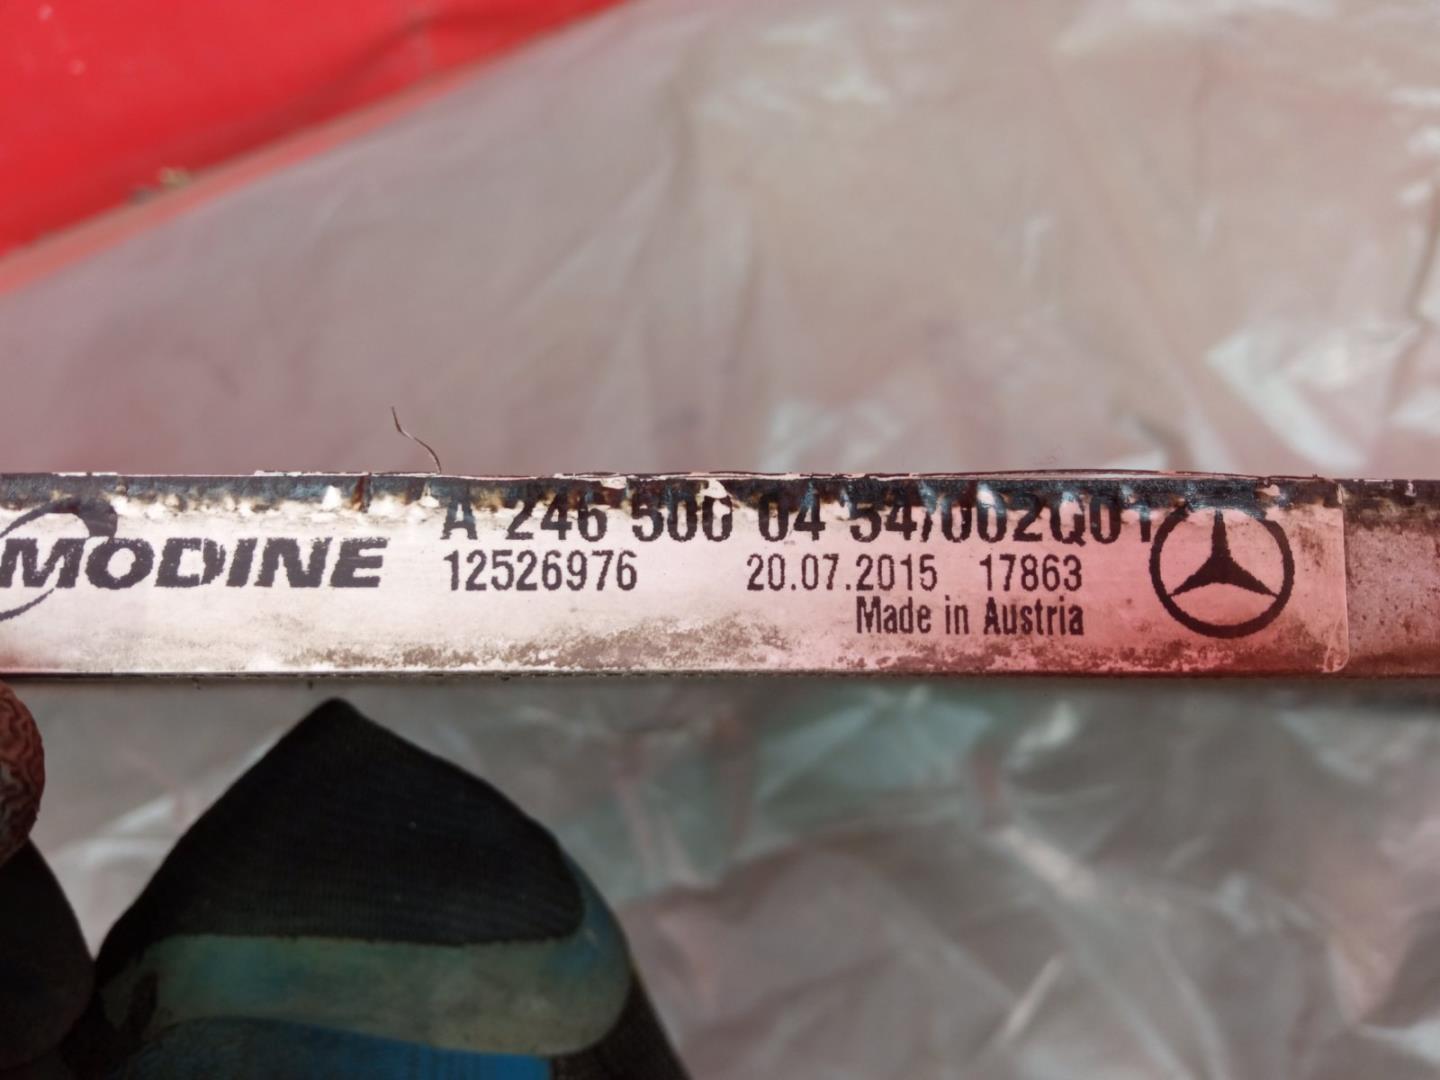 A 246 500 04 54/002Q01
MODINE
12526976 20.07.2015 17863
Made in Austria